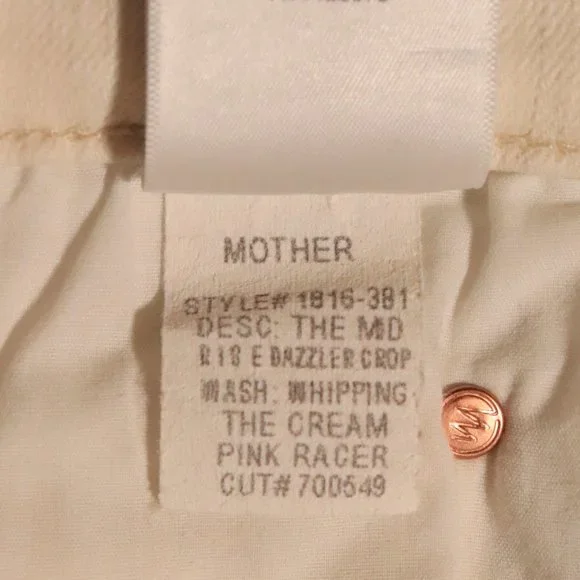 MOTHER
STYLE# 1816-381
DESC: THE MID
RISE DAZZLER CROP
WASH: WHIPPING
THE CREAM
PINK RACER
CUT# 700549